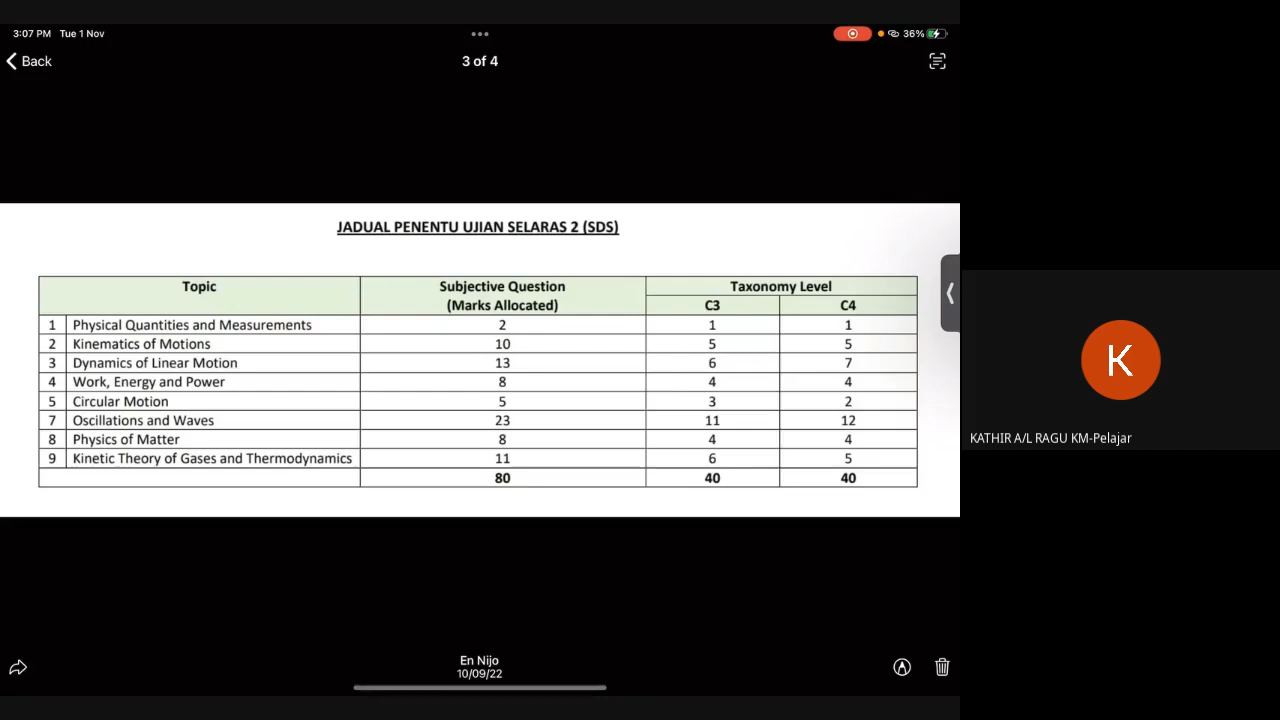 3:07 PM Tue 1 Nov
36%
Back
3 of 4
JADUAL PENENTU UJIAN SELARAS 2 (SDS)
Topic Subjective Question (Marks Allocated) Taxonomy Level
C3 C4
1 Physical Quantities and Measurements 2 1 1
2 Kinematics of Motions 10 5 5
3 Dynamics of Linear Motion 13 6 7
4 Work, Energy and Power 8 4 4
5 Circular Motion 5 3 2
7 Oscillations and Waves 23 11 12
8 Physics of Matter 8 4 4
9 Kinetic Theory of Gases and Thermodynamics 11 6 5
80 40 40
K
KATHIR A/L RAGU KM-Pelajar
En Nijo
10/09/22